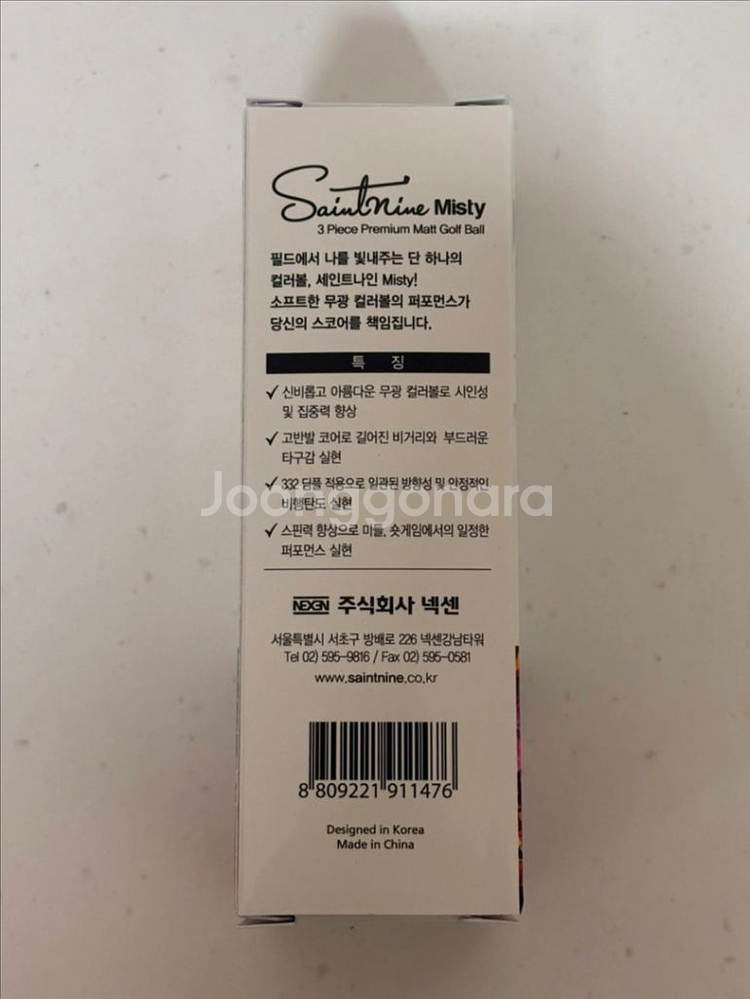 Saintnine Misty
3 Piece Premium Matt Golf Ball
필드에서 나를 빛내주는 단 하나의
컬러볼, 세인트나인 Misty!
소프트한 무광 컬러볼의 퍼포먼스가
당신의 스코어를 책임집니다.
특 징
✓ 신비롭고 아름다운 무광 컬러볼로 시인성
및 집중력 향상
✓ 고반발 코어로 길어진 비거리와 부드러운
타구감 실현
✓ 332 딤플 적용으로 일관된 방향성 및 안정적인
비행탄도 실현
Joonggonara
✓ 스핀력 향상으로 미들, 숏게임에서의 일정한
퍼포먼스 실현
NEXEN 주식회사 넥센
서울특별시 서초구 방배로 226 넥센강남타워
Tel 02) 595-9816 / Fax 02) 595-0581
www.saintnine.co.kr
8 809221 911476
Designed in Korea
Made in China